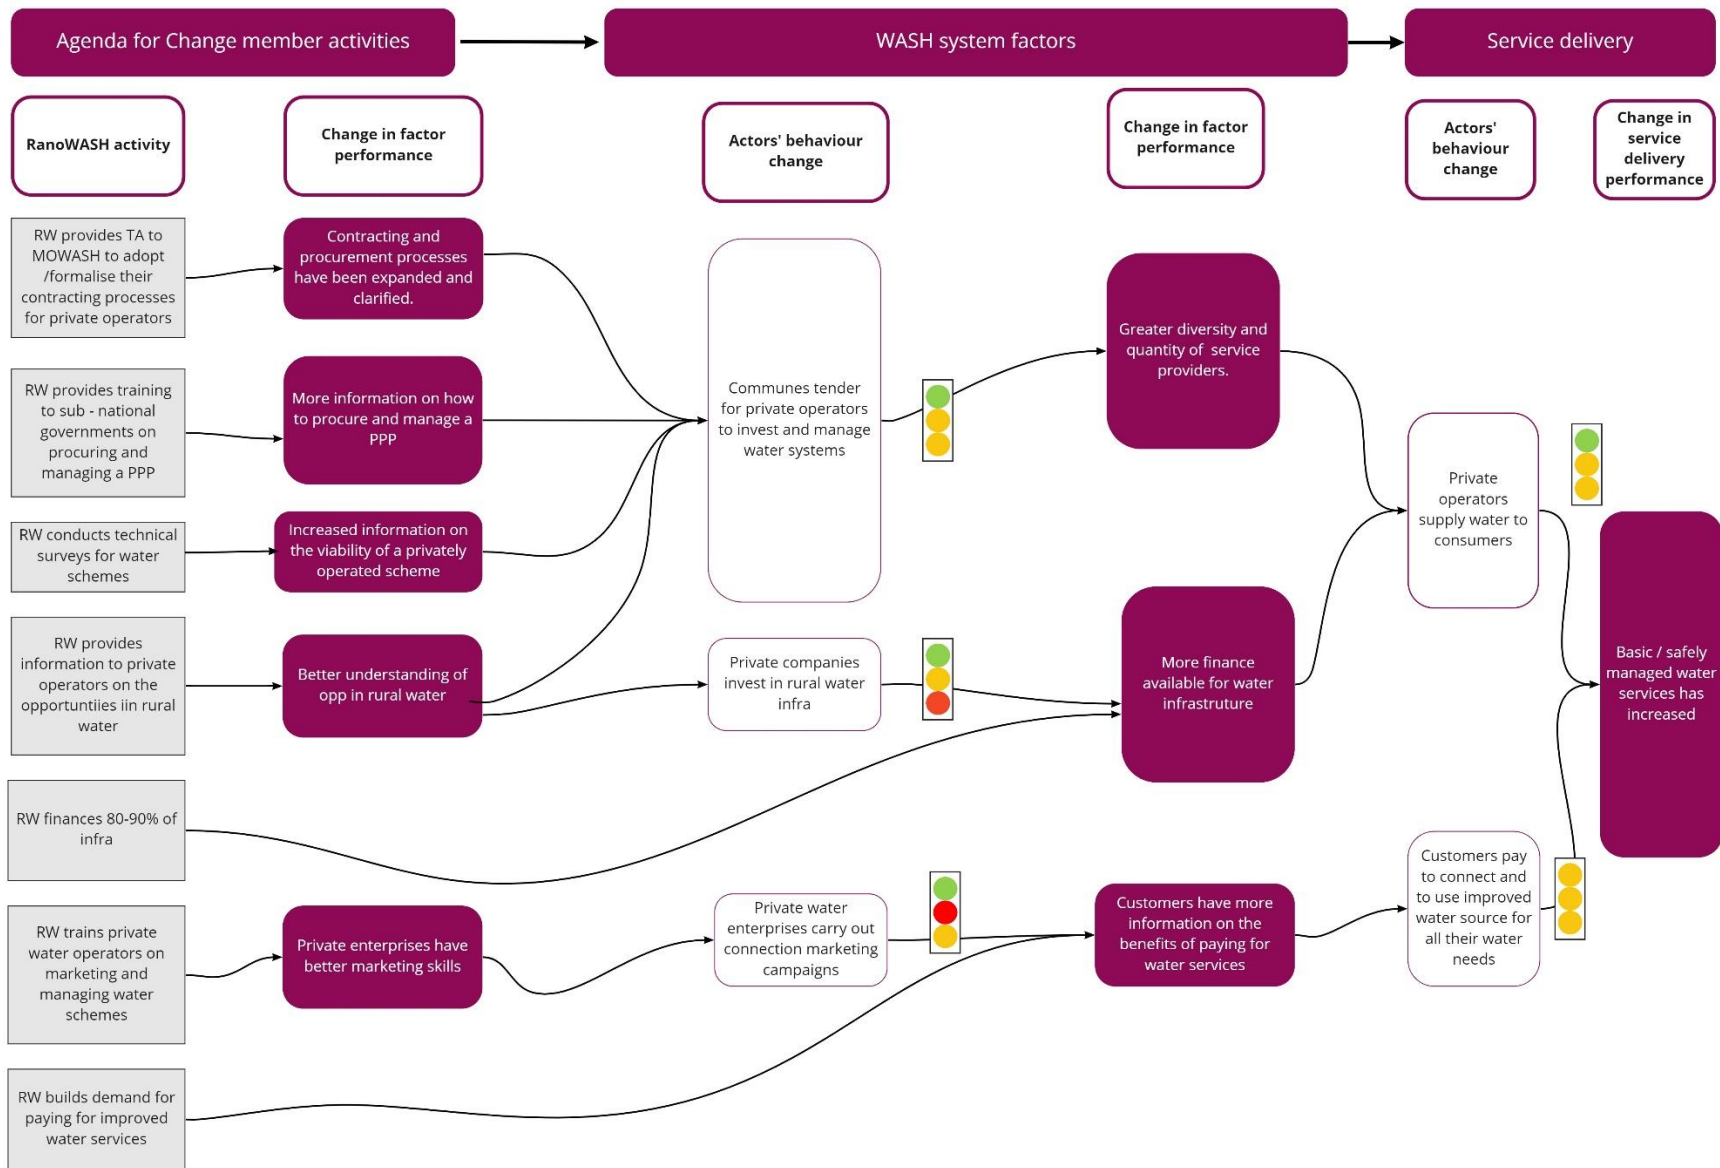 Agenda for Change member activities
WASH system factors
Service delivery
RanoWASH activity
Change in factor
performance
Actors' behaviour
change
Change in factor
performance
Actors'
behaviour
change
Change in
service
delivery
performance
RW provides TA to
MOWASH to adopt
/formalise their
contracting processes
for private operators
Contracting and
procurement processes
have been expanded and
clarified.
RW provides training
to sub - national
governments on
procuring and
managing a PPP
More information on how
to procure and manage a
PPP
RW conducts technical
surveys for water
schemes
Increased information on
the viability of a privately
operated scheme
RW provides
information to private
operators on the
opportuntiies iin rural
water
Better understanding of
opp in rural water
RW finances 80-90% of
infra
RW trains private
water operators on
marketing and
managing water
schemes
Private enterprises have
better marketing skills
RW builds demand for
paying for improved
water services
Communes tender
for private operators
to invest and manage
water systems
Private companies
invest in rural water
infra
Private water
enterprises carry out
connection marketing
campaigns
Greater diversity and
quantity of service
providers.
More finance
available for water
infrastruture
Customers have more
information on the
benefits of paying for
water services
Private
operators
supply water to
consumers
Customers pay
to connect and
to use improved
water source for
all their water
needs
Basic / safely
managed water
services has
increased